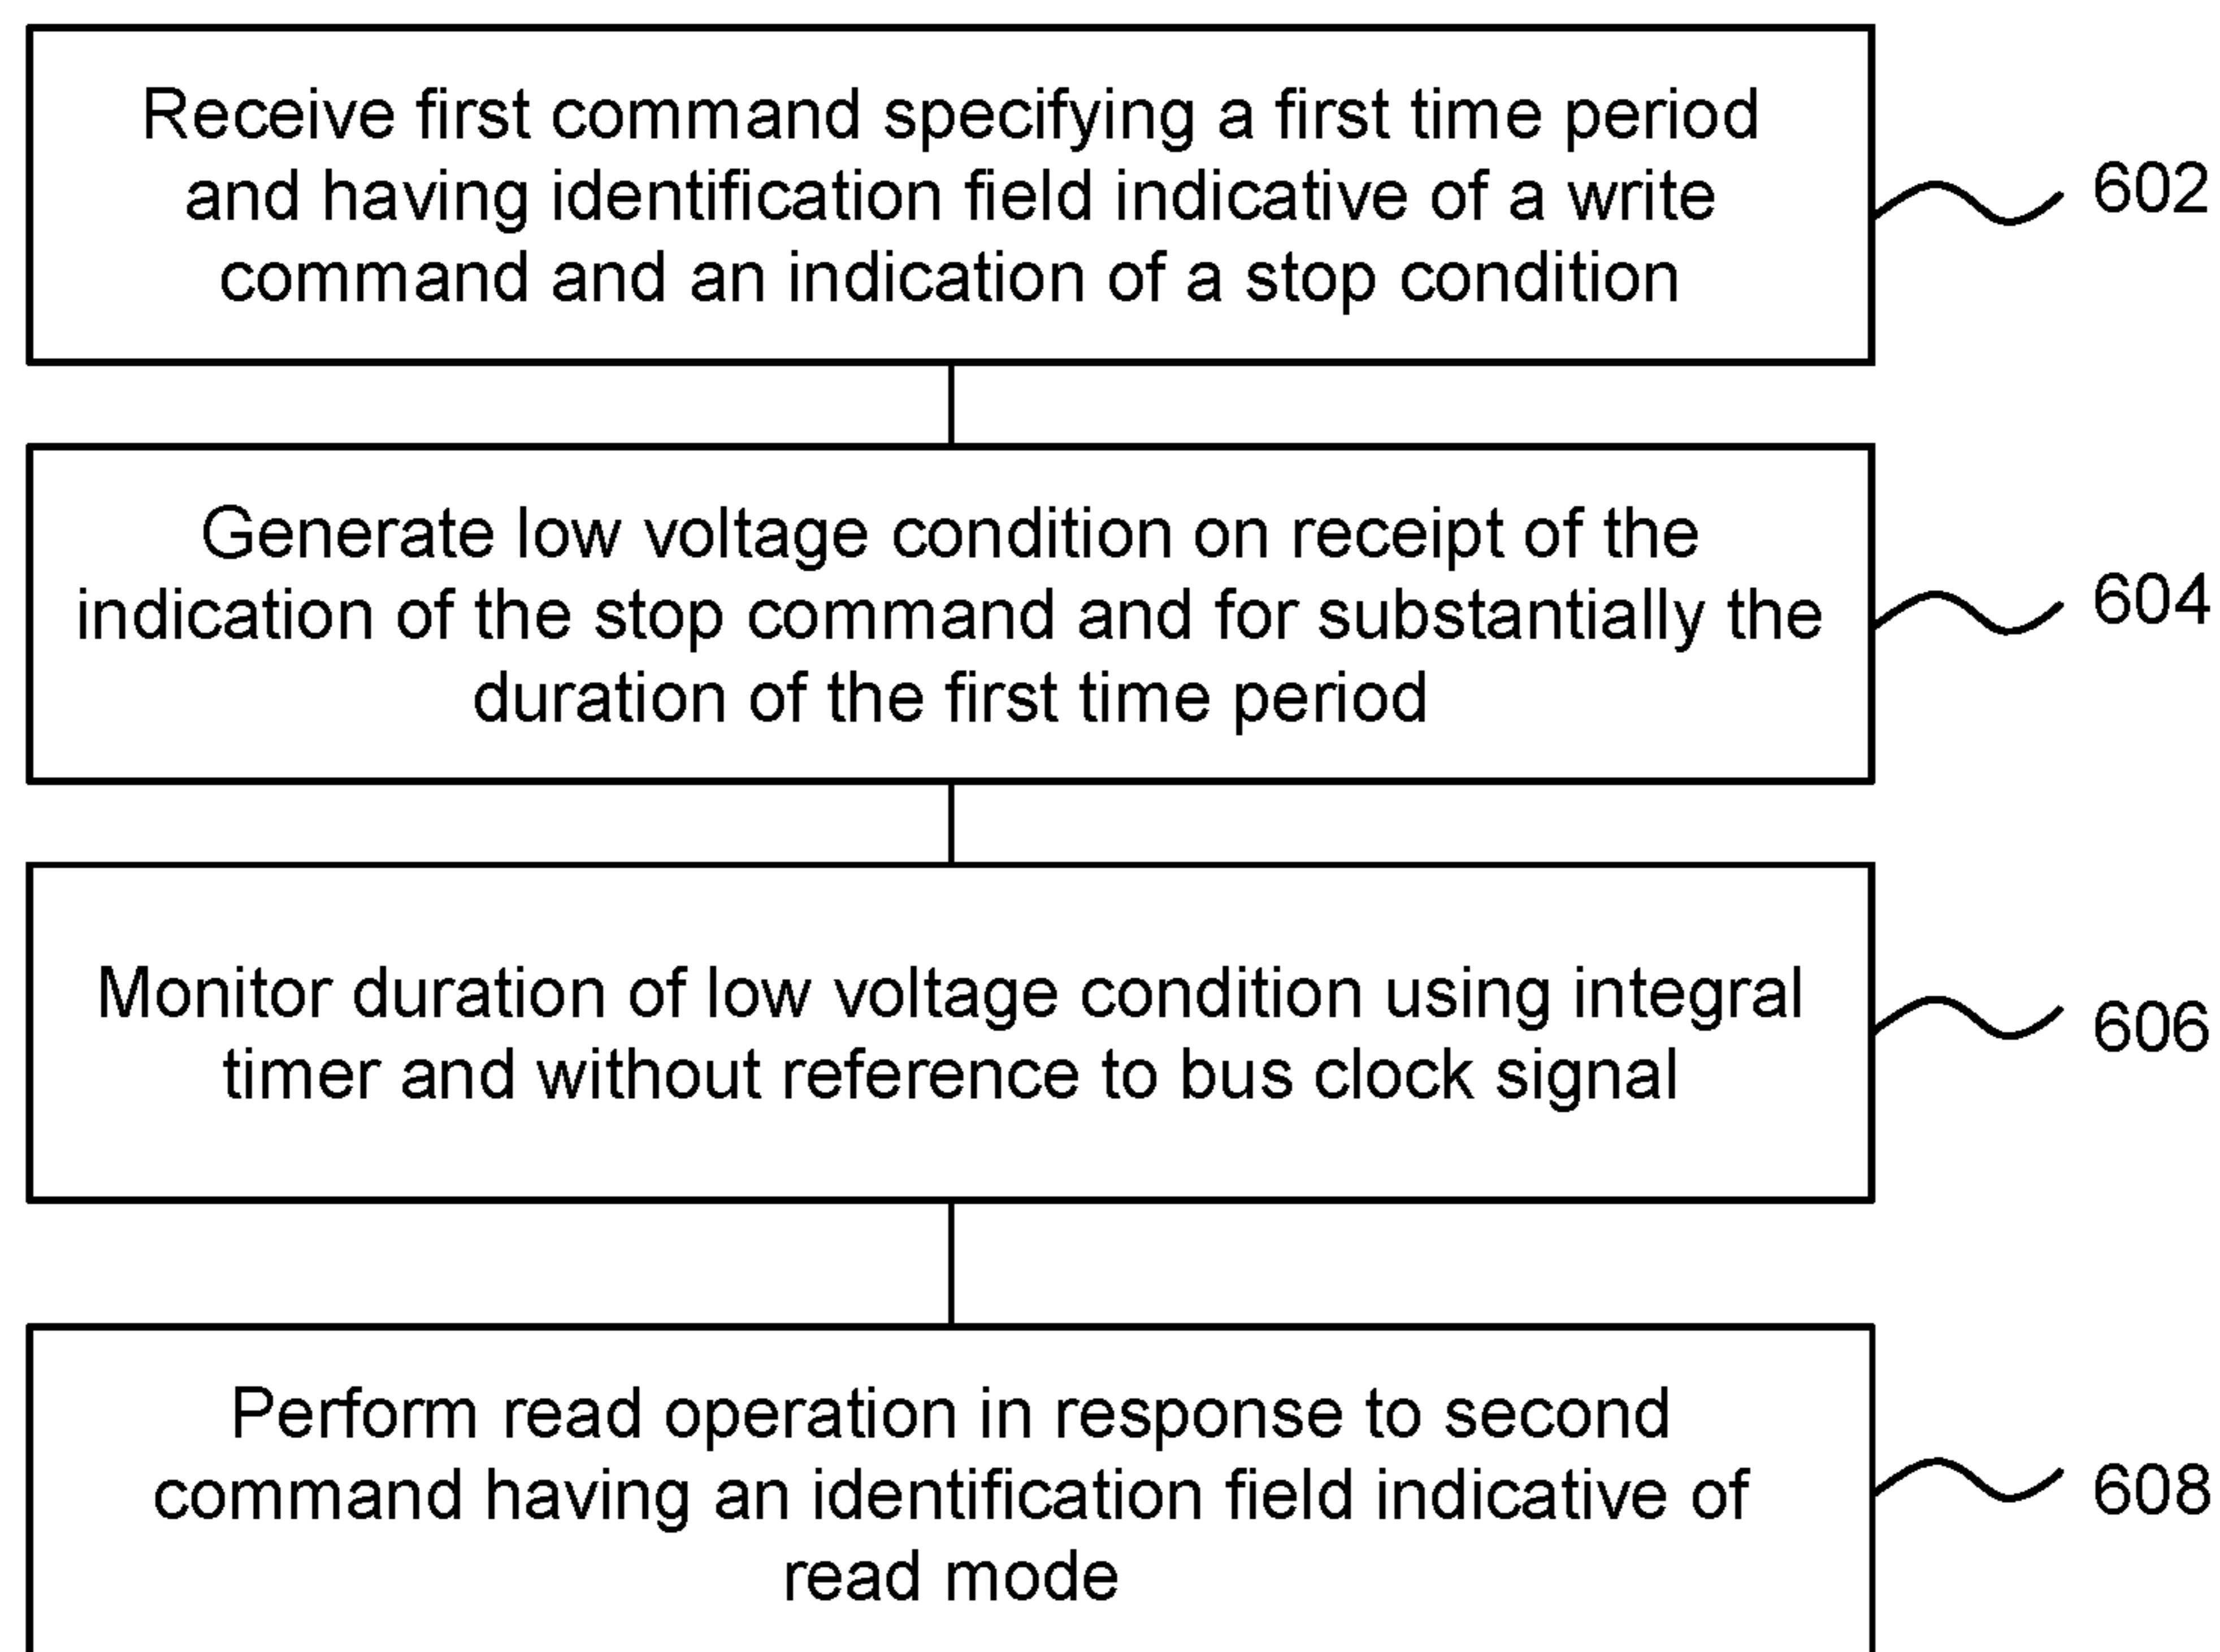 Receive first command specifying a first time period
and having identification field indicative of a write
command and an indication of a stop condition
602
Generate low voltage condition on receipt of the
indication of the stop command and for substantially the
duration of the first time period
604
Monitor duration of low voltage condition using integral
timer and without reference to bus clock signal
606
Perform read operation in response to second
command having an identification field indicative of
read mode
608